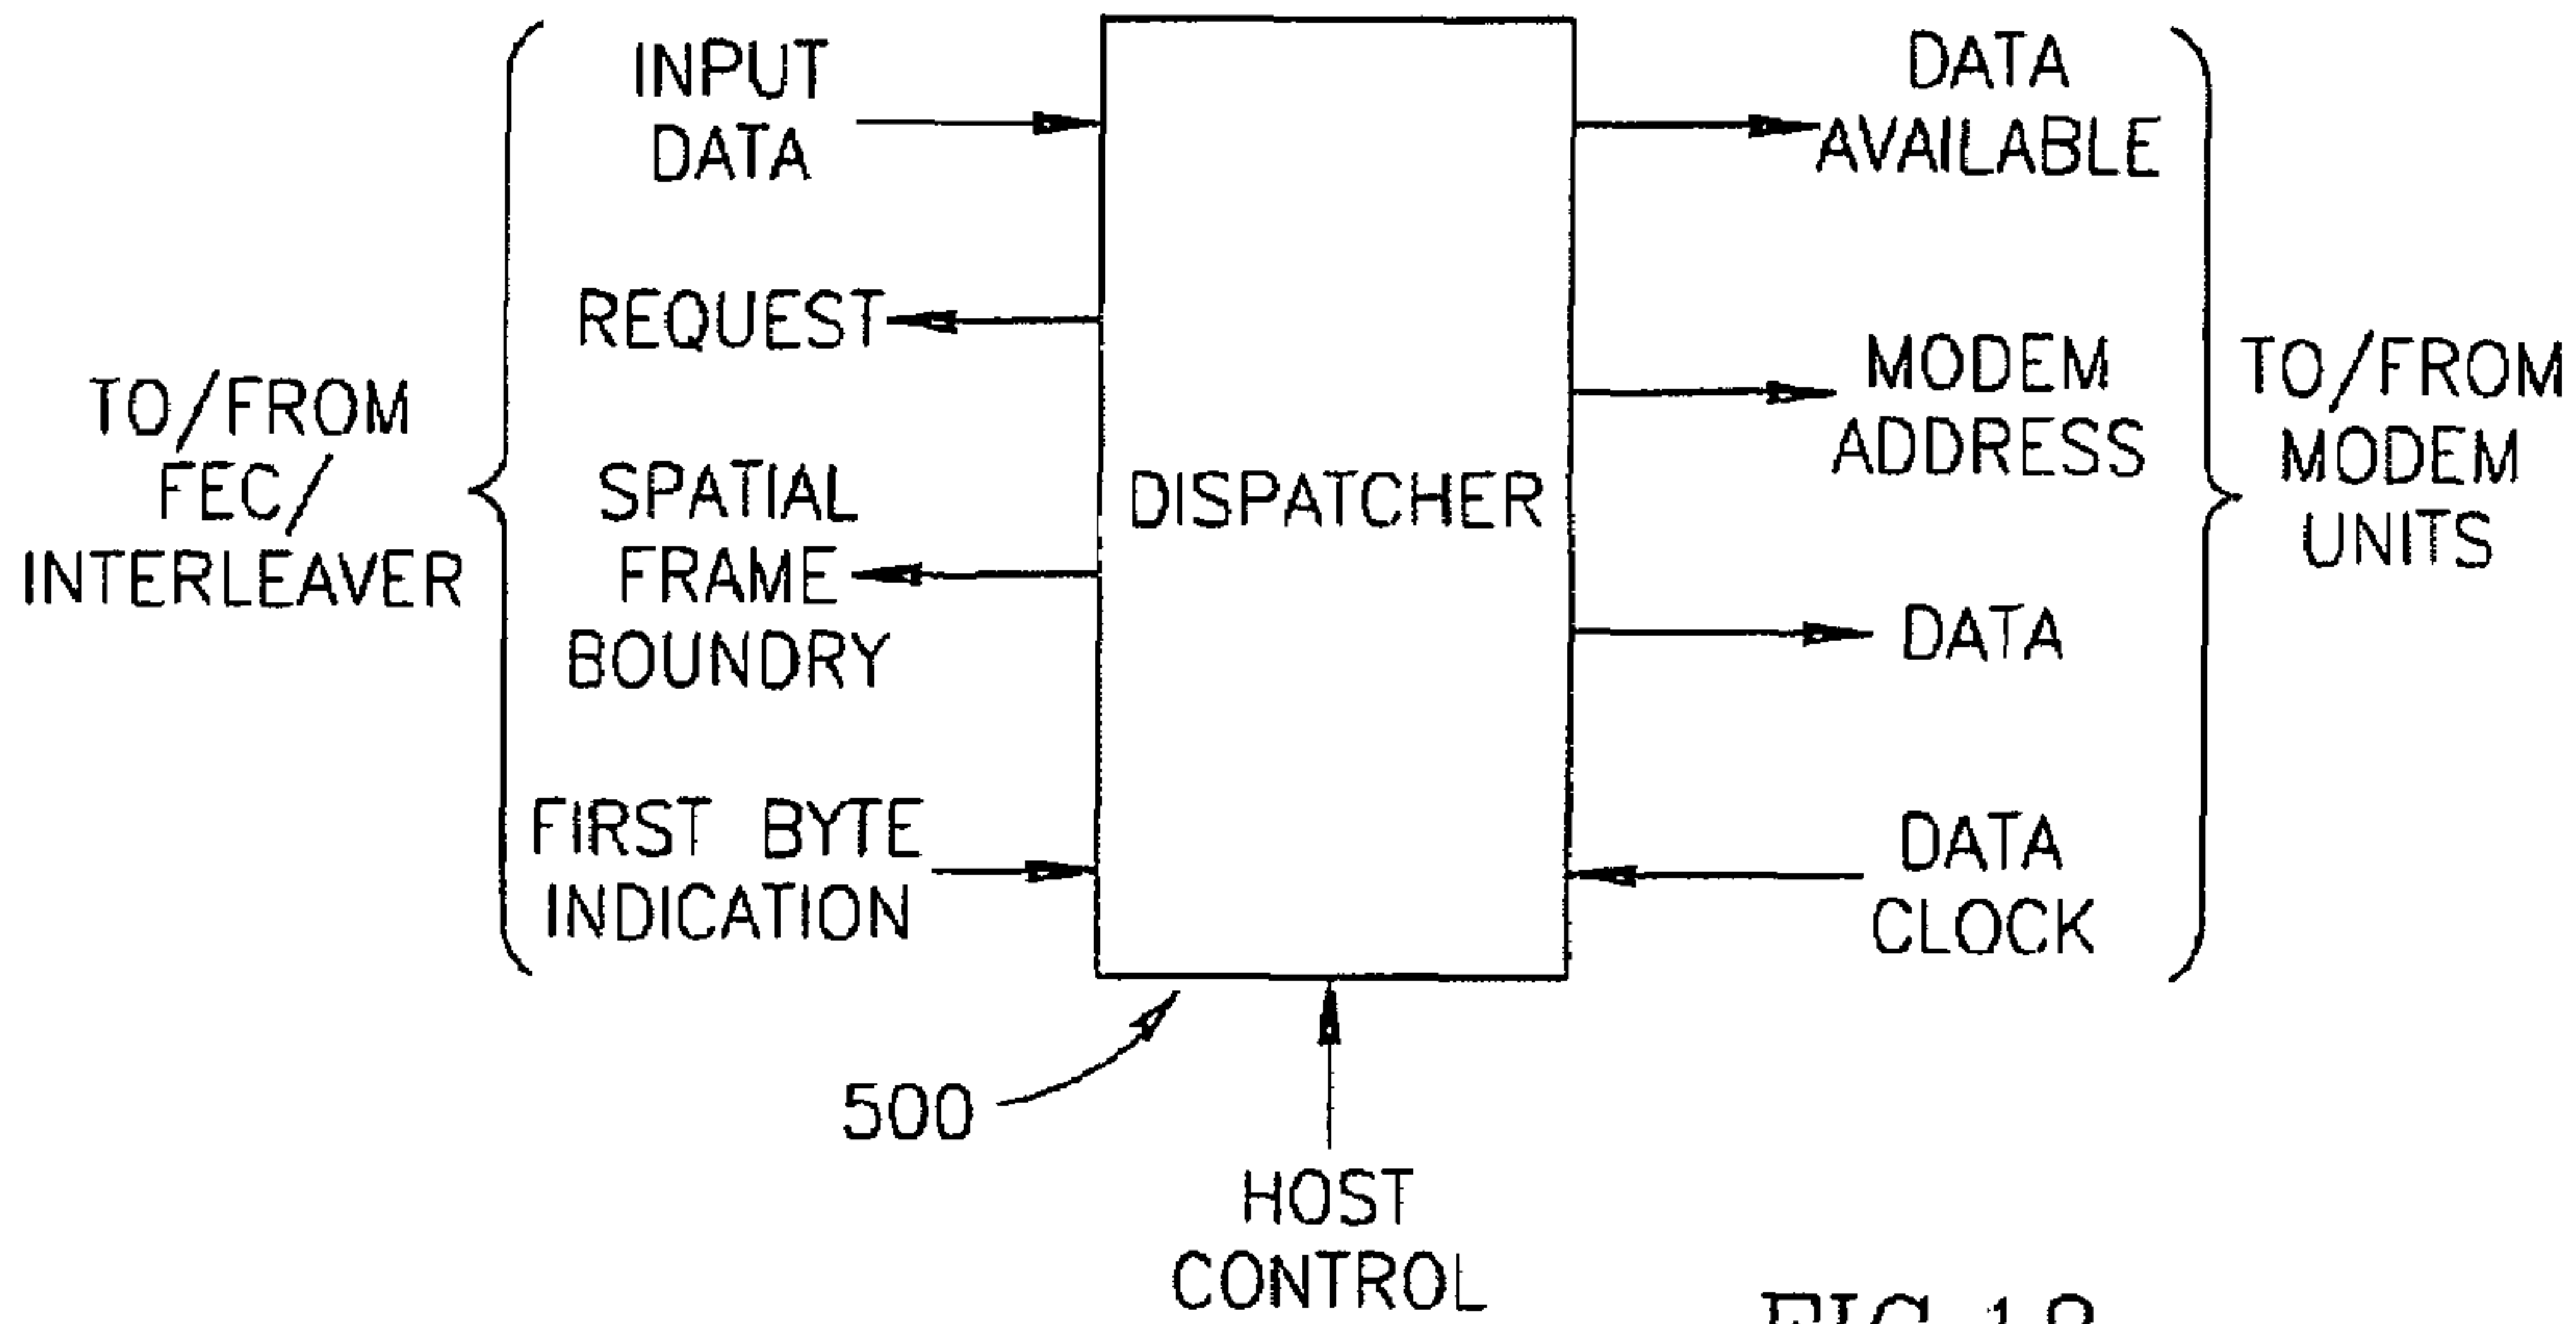 INPUT
DATA
REQUEST
SPATIAL
FRAME
BOUNDRY
FIRST BYTE
INDICATION
TO/FROM
FEC/
INTERLEAVER
DISPATCHER
DATA
AVAILABLE
MODEM
ADDRESS
DATA
DATA
CLOCK
TO/FROM
MODEM
UNITS
500
HOST
CONTROL